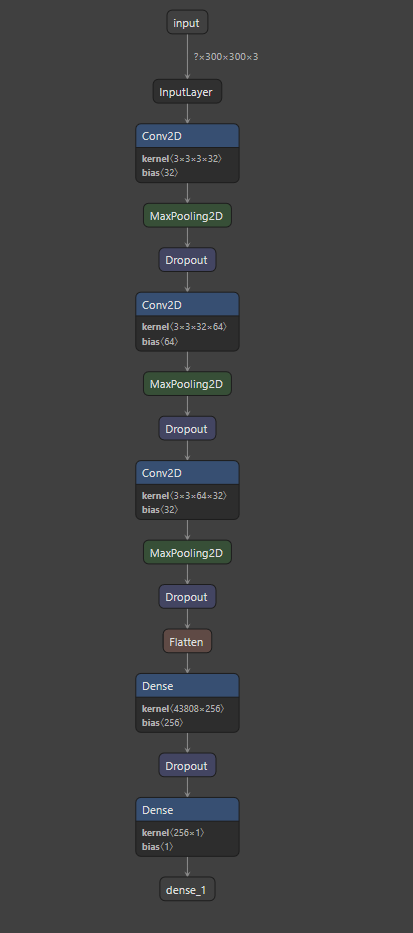 input
?×300×300×3
InputLayer
Conv2D
kernel⟨3×3×3×32⟩
bias⟨32⟩
MaxPooling2D
Dropout
Conv2D
kernel⟨3×3×32×64⟩
bias⟨64⟩
MaxPooling2D
Dropout
Conv2D
kernel⟨3×3×64×32⟩
bias⟨32⟩
MaxPooling2D
Dropout
Flatten
Dense
kernel⟨43808×256⟩
bias⟨256⟩
Dropout
Dense
kernel⟨256×1⟩
bias⟨1⟩
dense_1